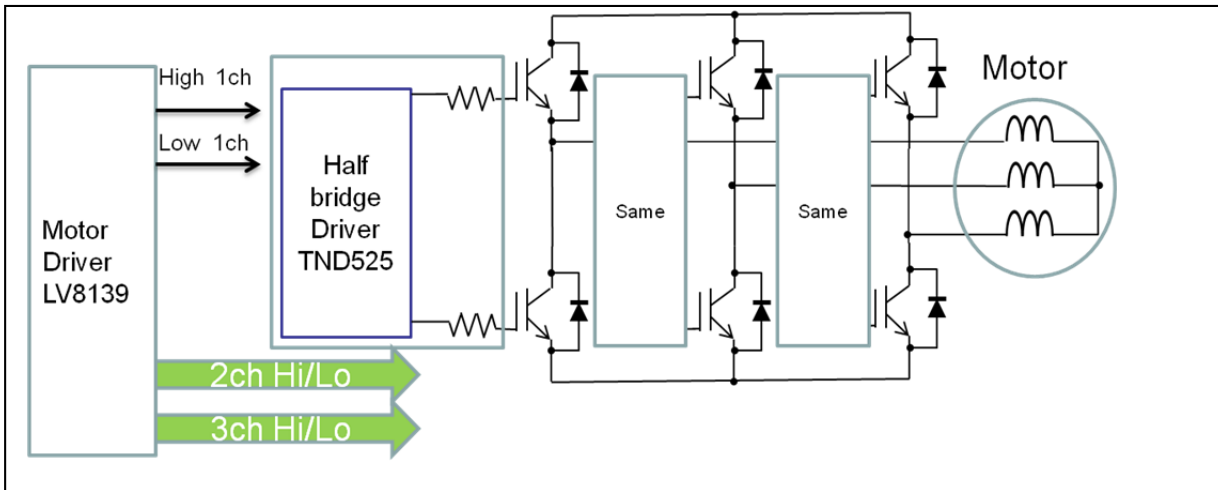 High 1ch
Low 1ch
Motor
Driver
LV8139
Half
bridge
Driver
TND525
Same
Same
Motor
2ch Hi/Lo
3ch Hi/Lo